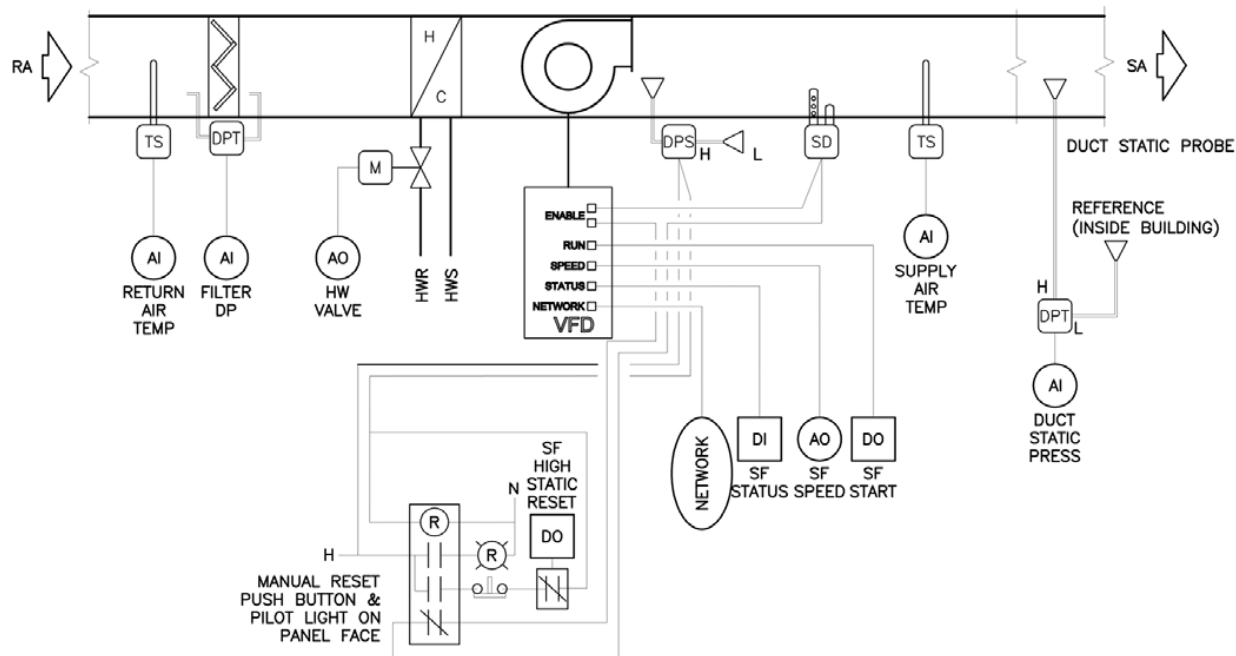 RA
H
C
SA
TS
DPT
M
DPS
H
L
SD
TS
DUCT STATIC PROBE
REFERENCE
(INSIDE BUILDING)
ENABLE
RUN
SPEED
STATUS
NETWORK
VFD
AI
RETURN
AIR
TEMP
AI
FILTER
DP
AO
HW
VALVE
HWR
HWS
AI
SUPPLY
AIR
TEMP
H
DPT
L
AI
DUCT
STATIC
PRESS
NETWORK
DI
SF
STATUS
AO
SF
SPEED
DO
SF
START
SF
HIGH
STATIC
RESET
N
DO
R
R
H
MANUAL RESET
PUSH BUTTON &
PILOT LIGHT ON
PANEL FACE